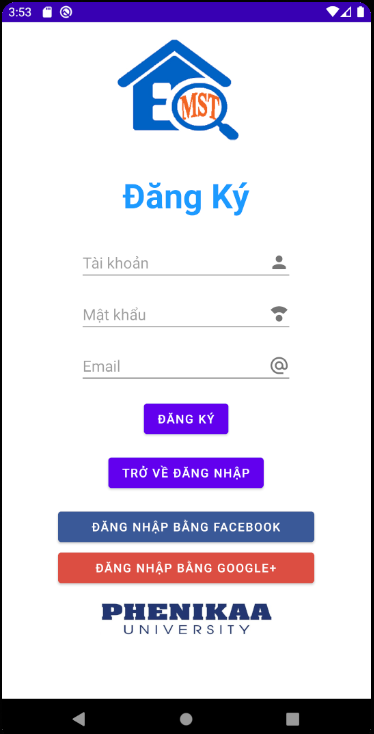 3:53
E
MST
Đăng Ký
Tài khoản
Mật khẩu
Email
ĐĂNG KÝ
TRỞ VỀ ĐĂNG NHẬP
ĐĂNG NHẬP BẰNG FACEBOOK
ĐĂNG NHẬP BẰNG GOOGLE+
PHENIKAA
UNIVERSITY